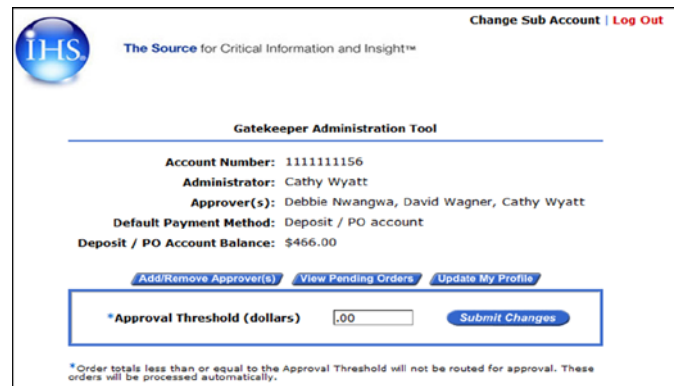 Change Sub Account | Log Out
IHS®
The Source for Critical Information and Insight™
Gatekeeper Administration Tool
Account Number: 1111111156
Administrator: Cathy Wyatt
Approver(s): Debbie Nwangwa, David Wagner, Cathy Wyatt
Default Payment Method: Deposit / PO account
Deposit / PO Account Balance: $466.00
Add/Remove Approver(s) View Pending Orders Update My Profile
*Approval Threshold (dollars) .00 Submit Changes
*Order totals less than or equal to the Approval Threshold will not be routed for approval. These
orders will be processed automatically.